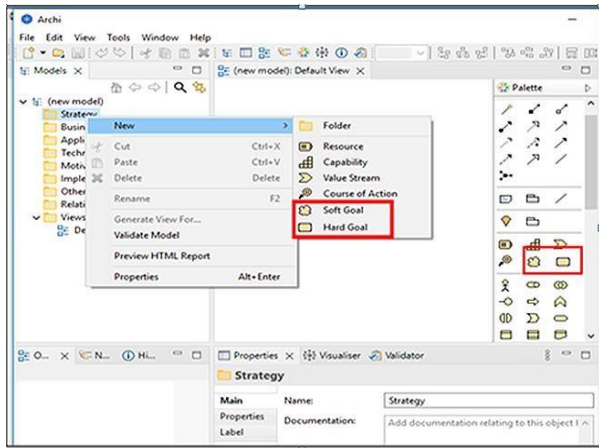 Archi
File Edit View Tools Window Help
Models
(new model): Default View
Palette
(new model)
Strategy
Busin
Appli
Techr
Motiv
Imple
Other
Relati
Views
De
New
Cut Ctrl+X
Paste Ctrl+V
Delete Delete
Rename F2
Generate View For...
Validate Model
Preview HTML Report
Properties Alt+Enter
Folder
Resource
Capability
Value Stream
Course of Action
Soft Goal
Hard Goal
O... N... Hi...
Properties Visualiser Validator
Strategy
Main Name: Strategy
Properties Documentation: Add documentation relating to this object
Label